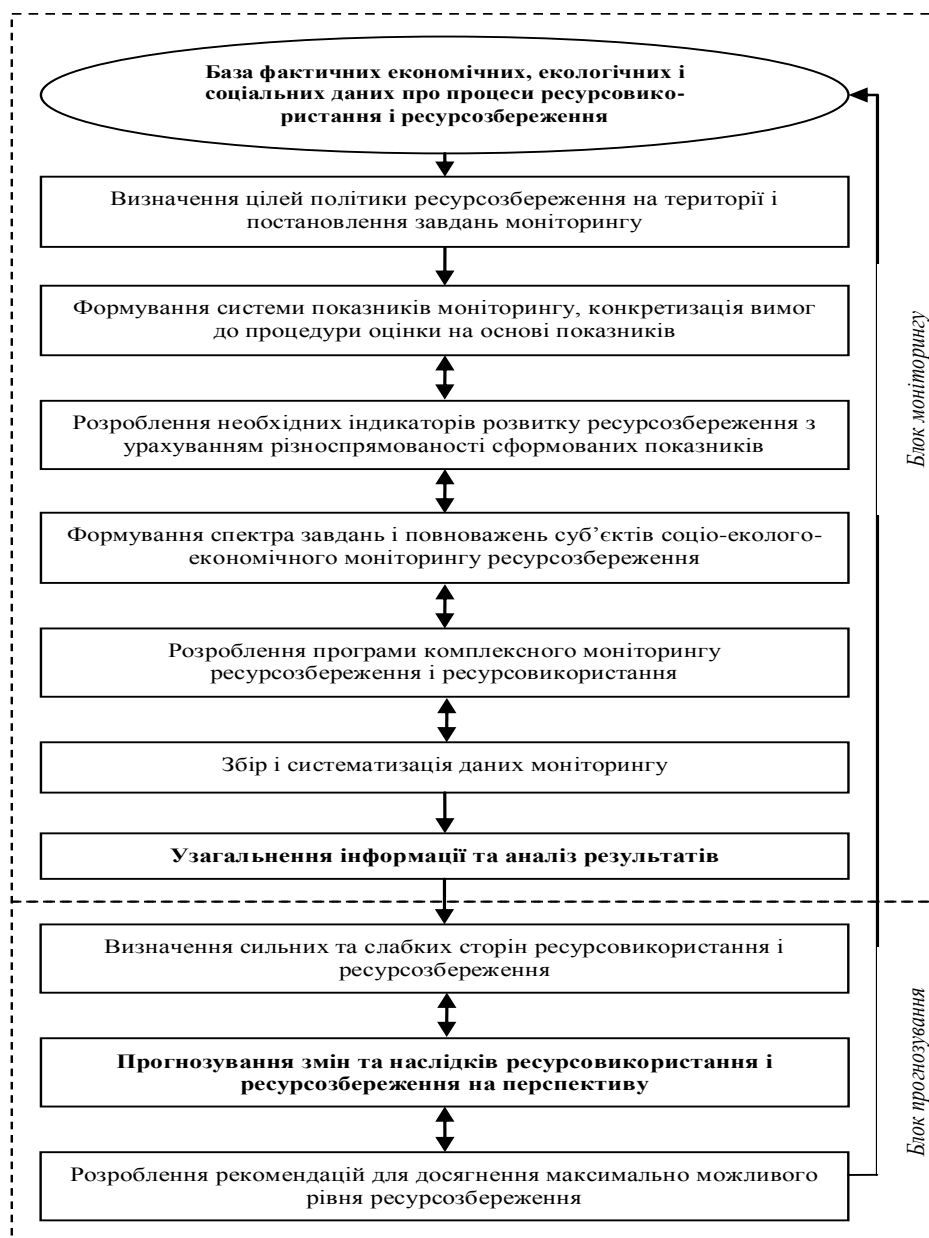 База фактичних економічних, екологічних і
соціальних даних про процеси ресурсовико-
ристання і ресурсозбереження
Визначення цілей політики ресурсозбереження на території і
постановлення завдань моніторингу
Формування системи показників моніторингу, конкретизація вимог
до процедури оцінки на основі показників
Розроблення необхідних індикаторів розвитку ресурсозбереження з
урахуванням різноспрямованості сформованих показників
Формування спектра завдань і повноважень суб’єктів соціо-еколого-
економічного моніторингу ресурсозбереження
Розроблення програми комплексного моніторингу
ресурсозбереження і ресурсовикористання
Збір і систематизація даних моніторингу
Узагальнення інформації та аналіз результатів
Блок моніторингу
Визначення сильних та слабких сторін ресурсовикористання і
ресурсозбереження
Прогнозування змін та наслідків ресурсовикористання і
ресурсозбереження на перспективу
Розроблення рекомендацій для досягнення максимально можливого
рівня ресурсозбереження
Блок прогнозування